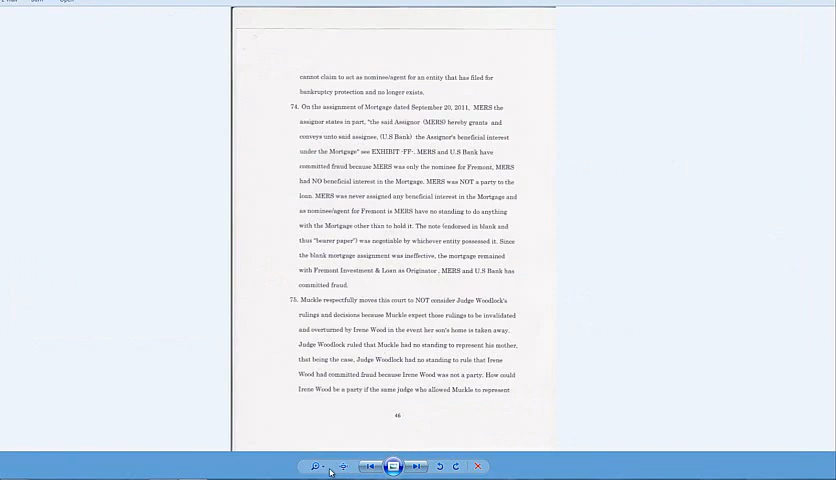 cannot claim to act as nominee/agent for an entity that has filed for
bankruptcy protection and no longer exists.
74. On the assignment of Mortgage dated September 20, 2011, MERS the
assignor states in part, "the said Assignor (MERS) hereby grants and
conveys unto said assignee, (U.S Bank) the Assignor's beneficial interest
under the Mortgage" see EXHIBIT -FF-. MERS and U.S Bank have
committed fraud because MERS was only the nominee for Fremont, MERS
had NO beneficial interest in the Mortgage. MERS was NOT a party to the
loan. MERS was never assigned any beneficial interest in the Mortgage and
as nominee/agent for Fremont is MERS have no standing to do anything
with the Mortgage other than to hold it. The note (endorsed in blank and
thus "bearer paper") was negotiable by whichever entity possessed it. Since
the blank mortgage assignment was ineffective, the mortgage remained
with Fremont Investment & Loan as Originator . MERS and U.S Bank has
committed fraud.
75. Muckle respectfully moves this court to NOT consider Judge Woodlock's
rulings and decisions because Muckle expect those rulings to be invalidated
and overturned by Irene Wood in the event her son's home is taken away.
Judge Woodlock ruled that Muckle had no standing to represent his mother,
that being the case, Judge Woodlock had no standing to rule that Irene
Wood had committed fraud because Irene Wood was not a party. How could
Irene Wood be a party if the same judge who allowed Muckle to represent
46